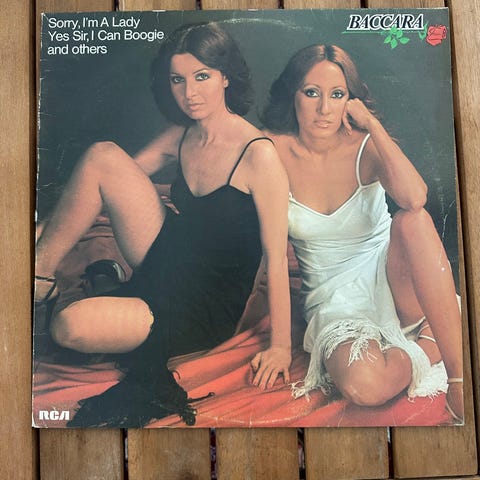 Sorry, I'm A Lady
Yes Sir, I Can Boogie
and others
BACCARA
RCA